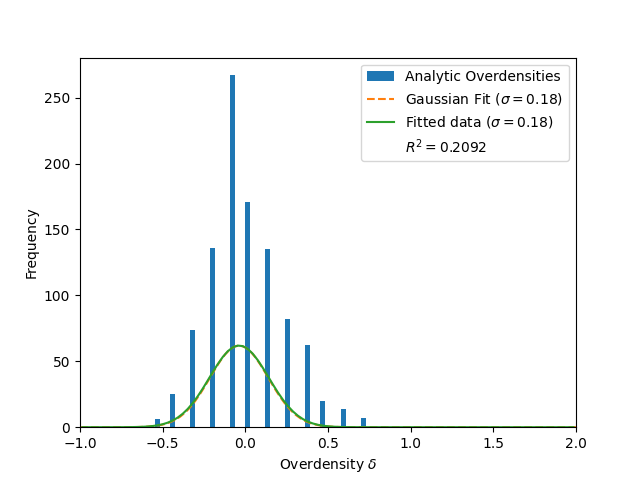 Analytic Overdensities
Gaussian Fit (σ = 0.18)
Fitted data (σ = 0.18)
R² = 0.2092
Frequency
250
200
150
100
50
0
−1.0 −0.5 0.0 0.5 1.0 1.5 2.0
Overdensity δ